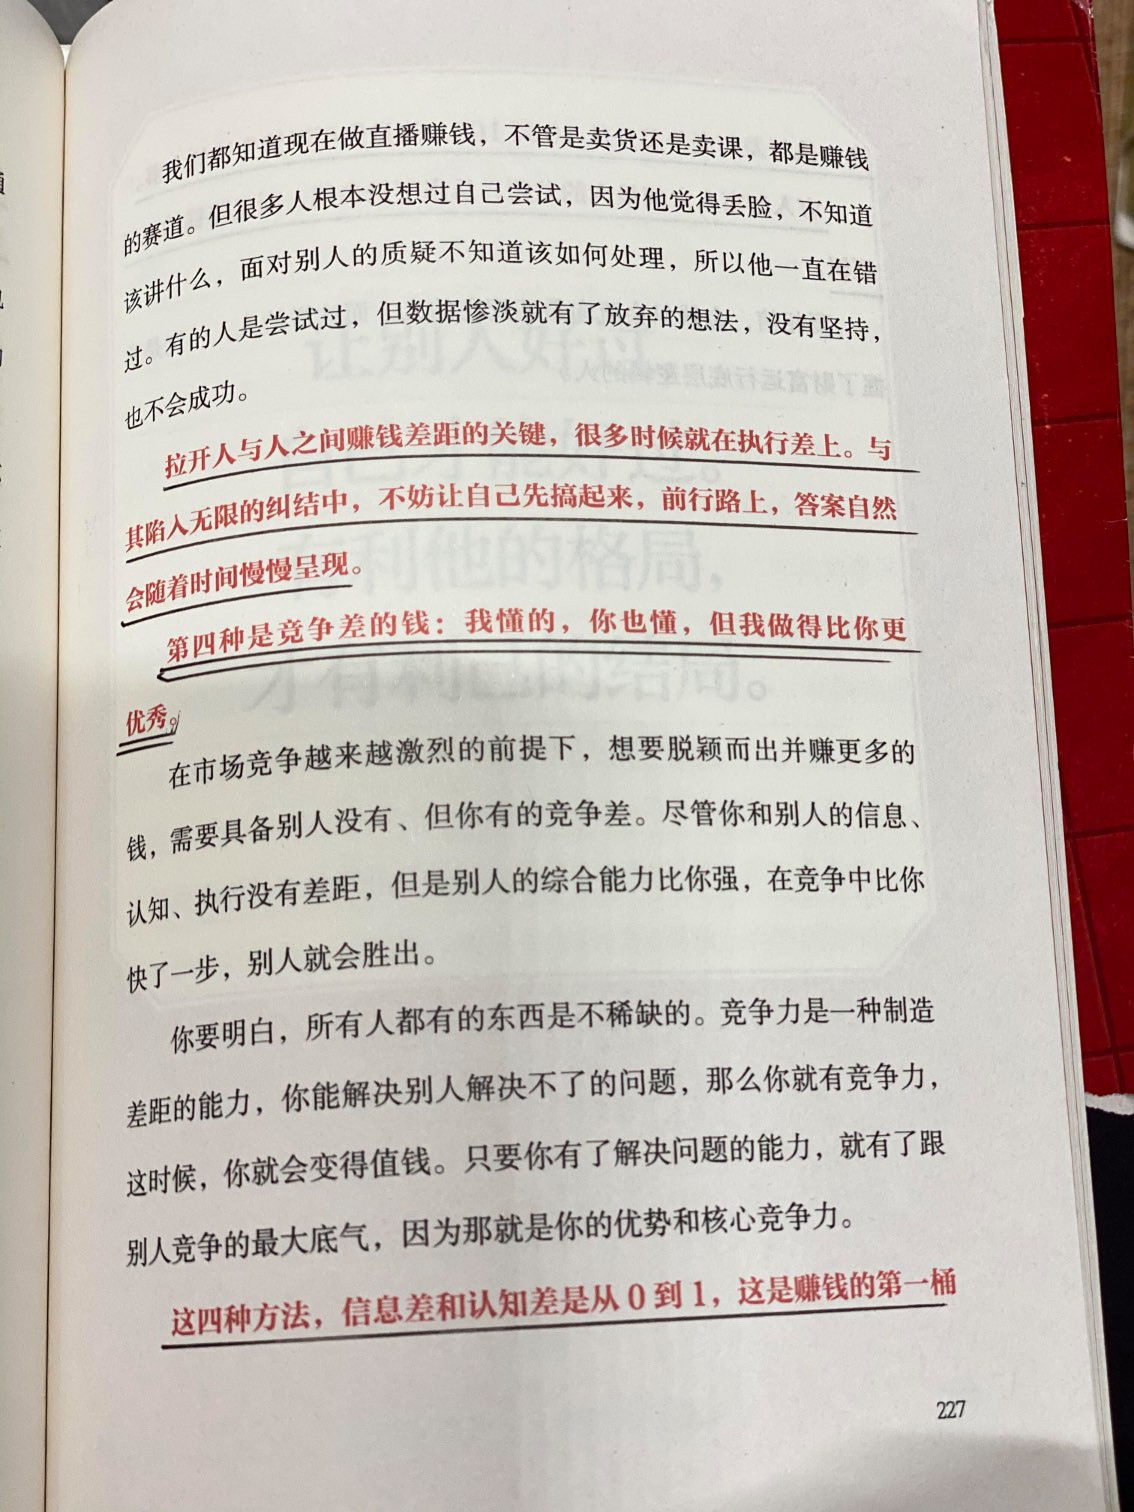 我们都知道现在做直播赚钱，不管是卖货还是卖课，都是赚钱
的赛道。但很多人根本没想过自己尝试，因为他觉得丢脸，不知道
该讲什么，面对别人的质疑不知道该如何处理，所以他一直在错
过。有的人是尝试过，但数据惨淡就有了放弃的想法，没有坚持，
也不会成功。
拉开人与人之间赚钱差距的关键，很多时候就在执行差上。与
其陷入无限的纠结中，不妨让自己先搞起来，前行路上，答案自然
会随着时间慢慢呈现。
第四种是竞争差的钱：我懂的，你也懂，但我做得比你更
优秀。
在市场竞争越来越激烈的前提下，想要脱颖而出并赚更多的
钱，需要具备别人没有、但你有的竞争差。尽管你和别人的信息、
认知、执行没有差距，但是别人的综合能力比你强，在竞争中比你
快了一步，别人就会胜出。
你要明白，所有人都有的东西是不稀缺的。竞争力是一种制造
差距的能力，你能解决别人解决不了的问题，那么你就有竞争力，
这时候，你就会变得值钱。只要你有了解决问题的能力，就有了跟
别人竞争的最大底气，因为那就是你的优势和核心竞争力。
这四种方法，信息差和认知差是从0到1，这是赚钱的第一桶
227